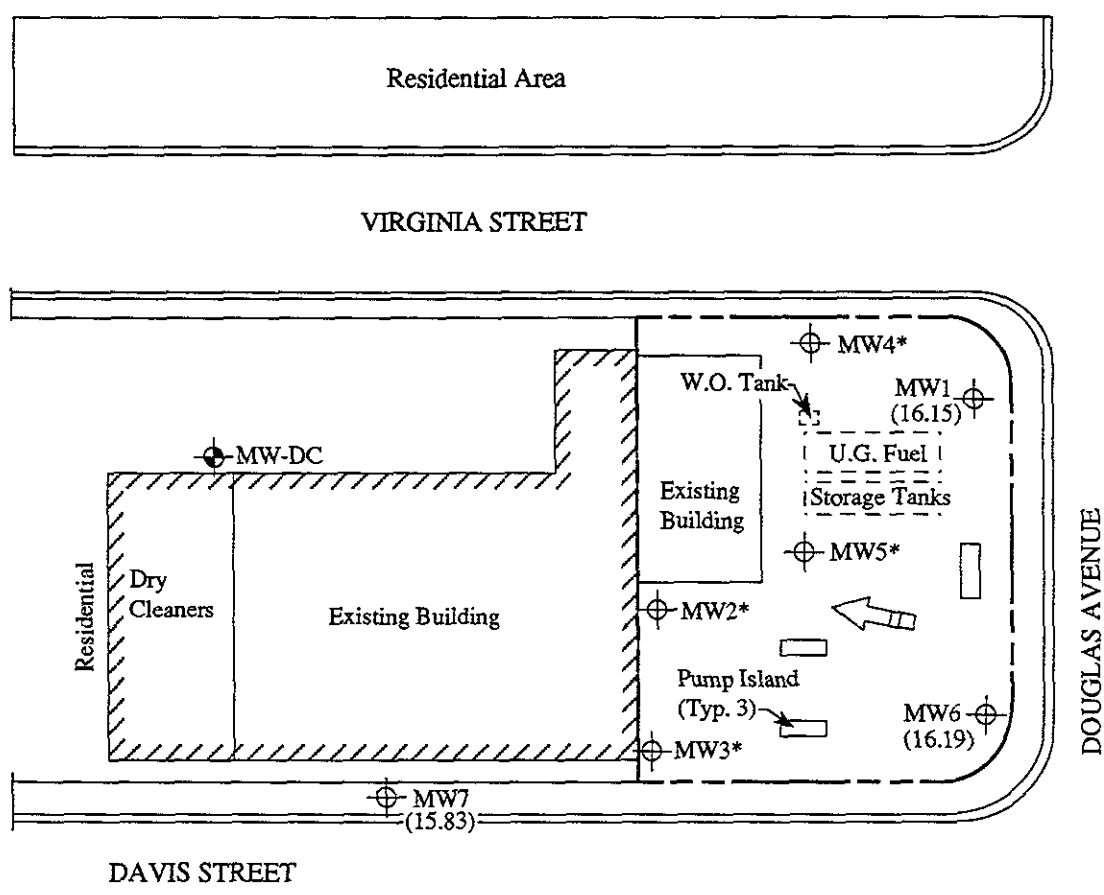 Residential Area
VIRGINIA STREET
MW4*
W.O. Tank
MW1
(16.15)
MW-DC
U.G. Fuel
Storage Tanks
Existing
Building
MW5*
DOUGLAS AVENUE
Residential
Dry
Cleaners
Existing Building
MW2*
Pump Island
(Typ. 3)
MW6
(16.19)
MW3*
MW7
(15.83)
DAVIS STREET